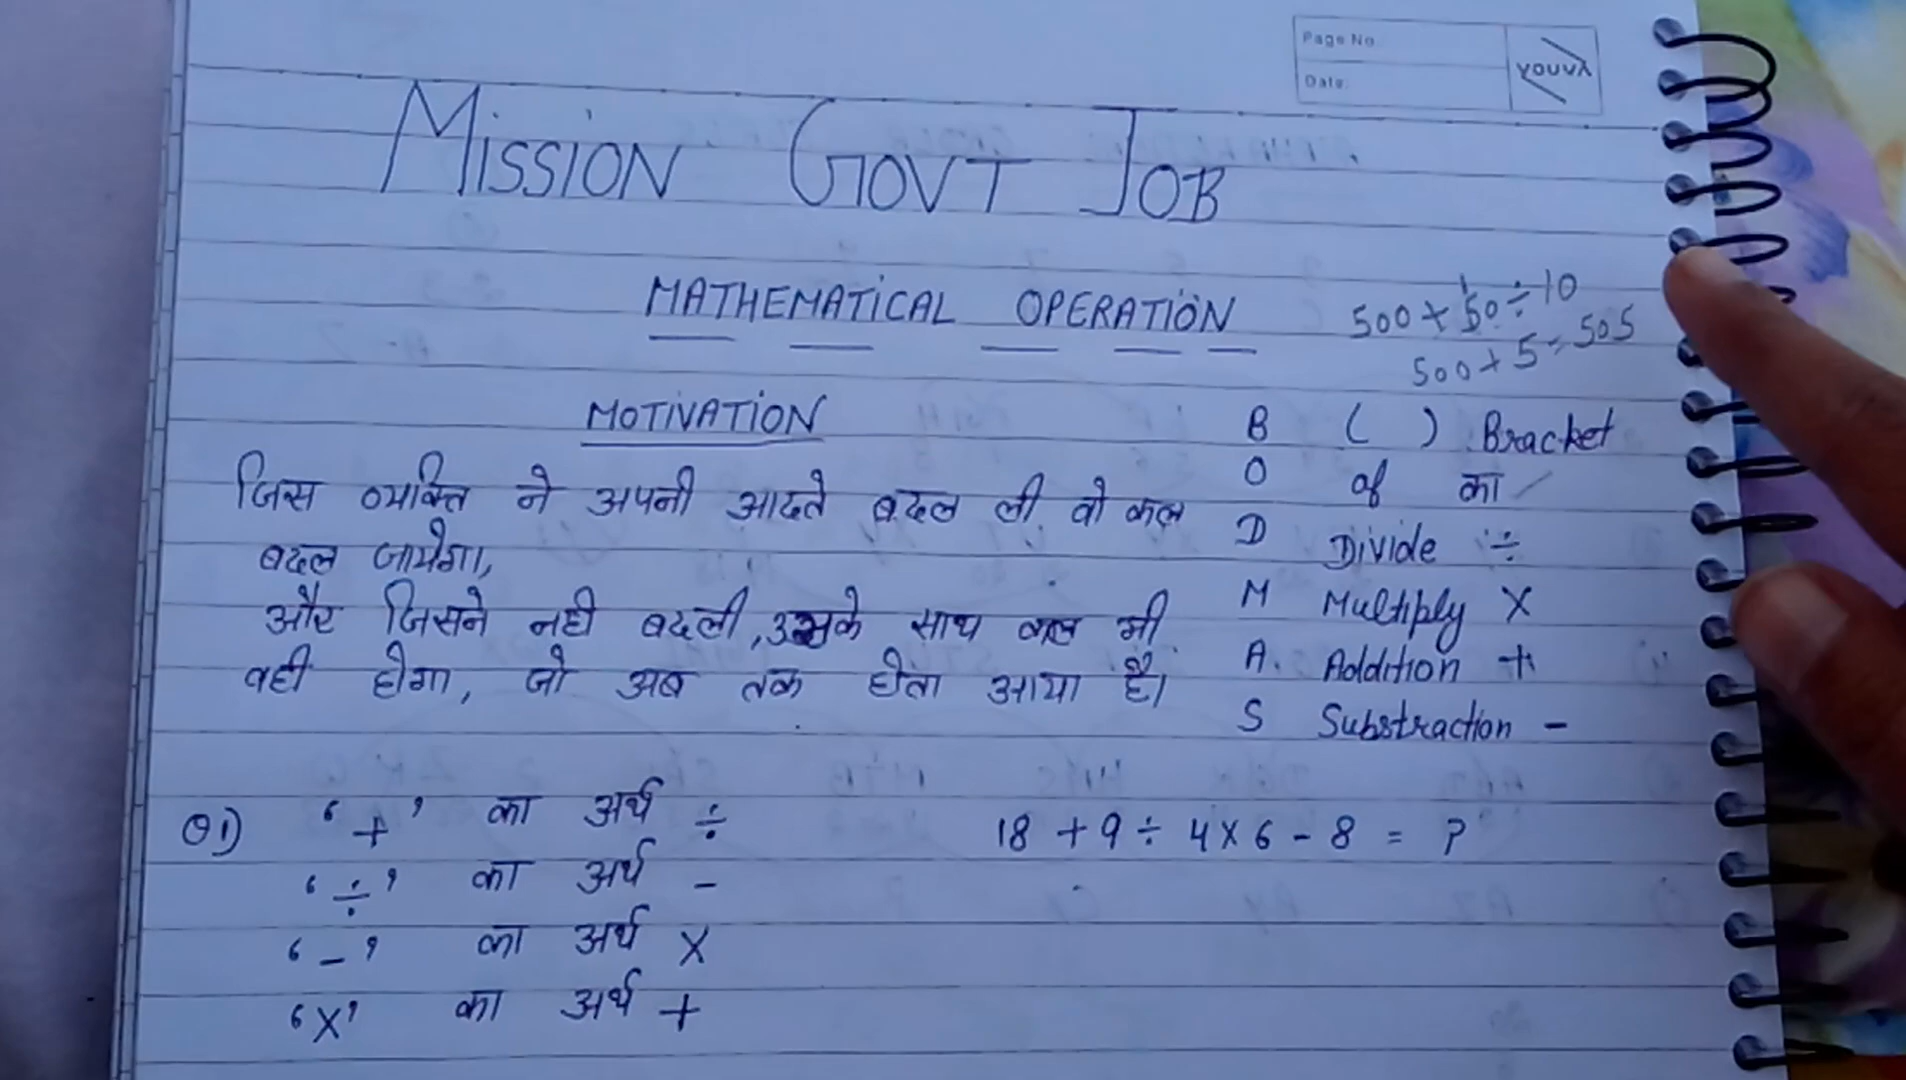 Page No.
Date:
YOUVA
MISSION GOVT JOB
MATHEMATICAL OPERATION
500 + 50 ÷ 10
500 + 5 = 505
MOTIVATION
जिस व्यक्ति ने अपनी आदते बदल ली वो कल
बदल जायेगा,
और जिसने नही बदली, उसके साथ कल भी
वही होगा, जो अब तक होता आया है।
B ( ) Bracket
O of का
D Divide ÷
M Multiply X
A. Addition +
S Substraction -
Q1) ‘+’ का अर्थ ÷
18 + 9 ÷ 4 X 6 - 8 = ?
‘÷’ का अर्थ -
‘-’ का अर्थ X
‘X’ का अर्थ +